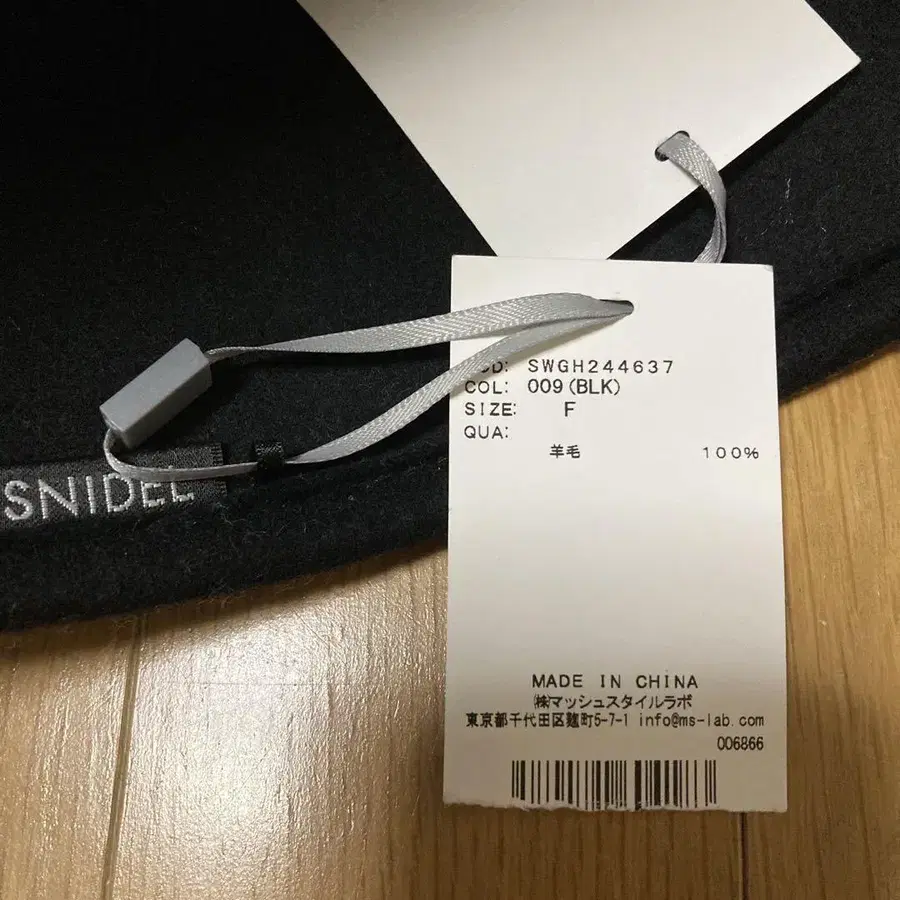 SNIDEL
SWGH244637
COL: 009(BLK)
SIZE: F
QUA:
羊毛 100%
MADE IN CHINA
㈱マッシュスタイルラボ
東京都千代田区麹町5-7-1 info@ms-lab.com
006866